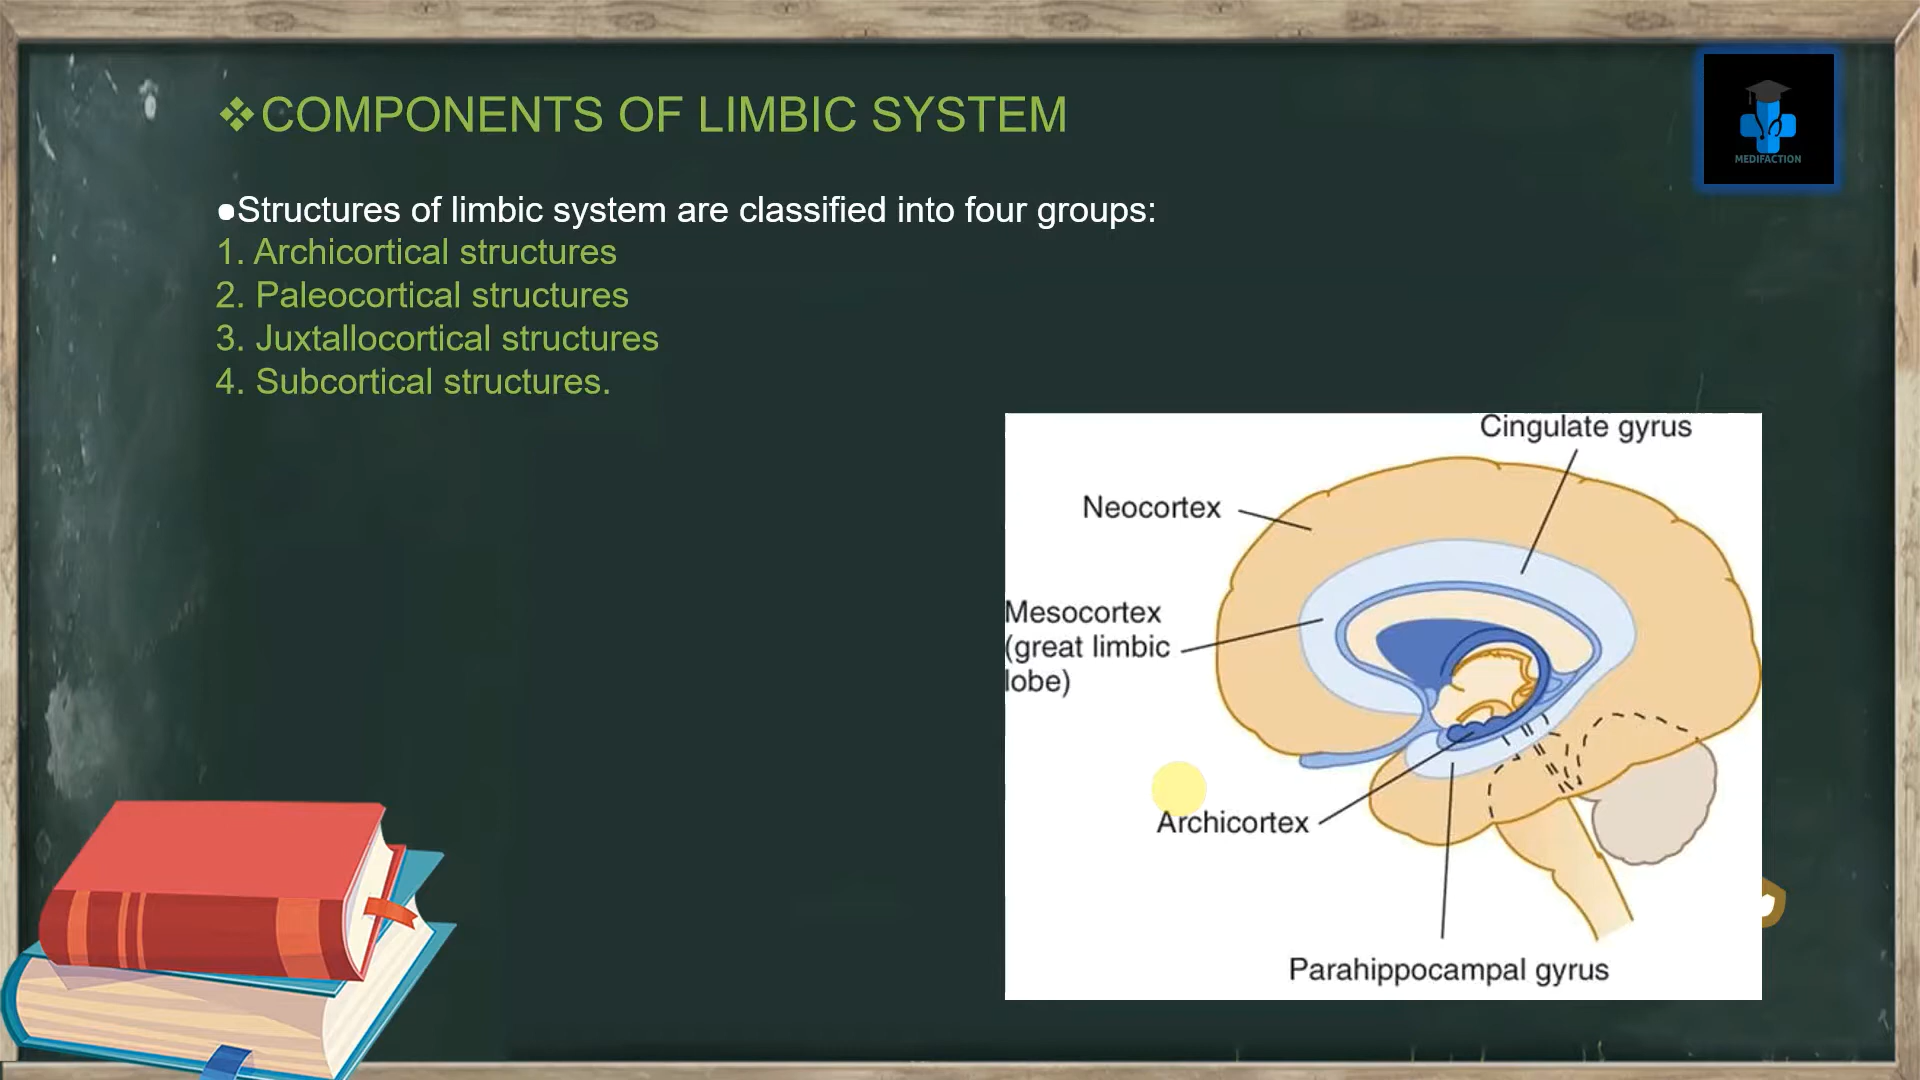 ❖COMPONENTS OF LIMBIC SYSTEM
MEDIFACTION
●Structures of limbic system are classified into four groups:
1. Archicortical structures
2. Paleocortical structures
3. Juxtallocortical structures
4. Subcortical structures.
Cingulate gyrus
Neocortex
Mesocortex
(great limbic
lobe)
Archicortex
Parahippocampal gyrus